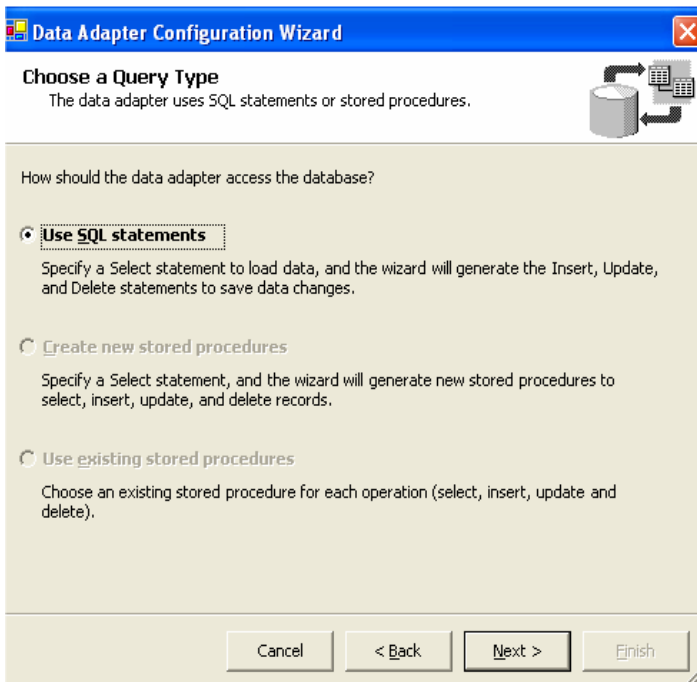 Data Adapter Configuration Wizard
Choose a Query Type
The data adapter uses SQL statements or stored procedures.
How should the data adapter access the database?
Use SQL statements
Specify a Select statement to load data, and the wizard will generate the Insert, Update,
and Delete statements to save data changes.
Create new stored procedures
Specify a Select statement, and the wizard will generate new stored procedures to
select, insert, update, and delete records.
Use existing stored procedures
Choose an existing stored procedure for each operation (select, insert, update and
delete).
Cancel
< Back
Next >
Finish